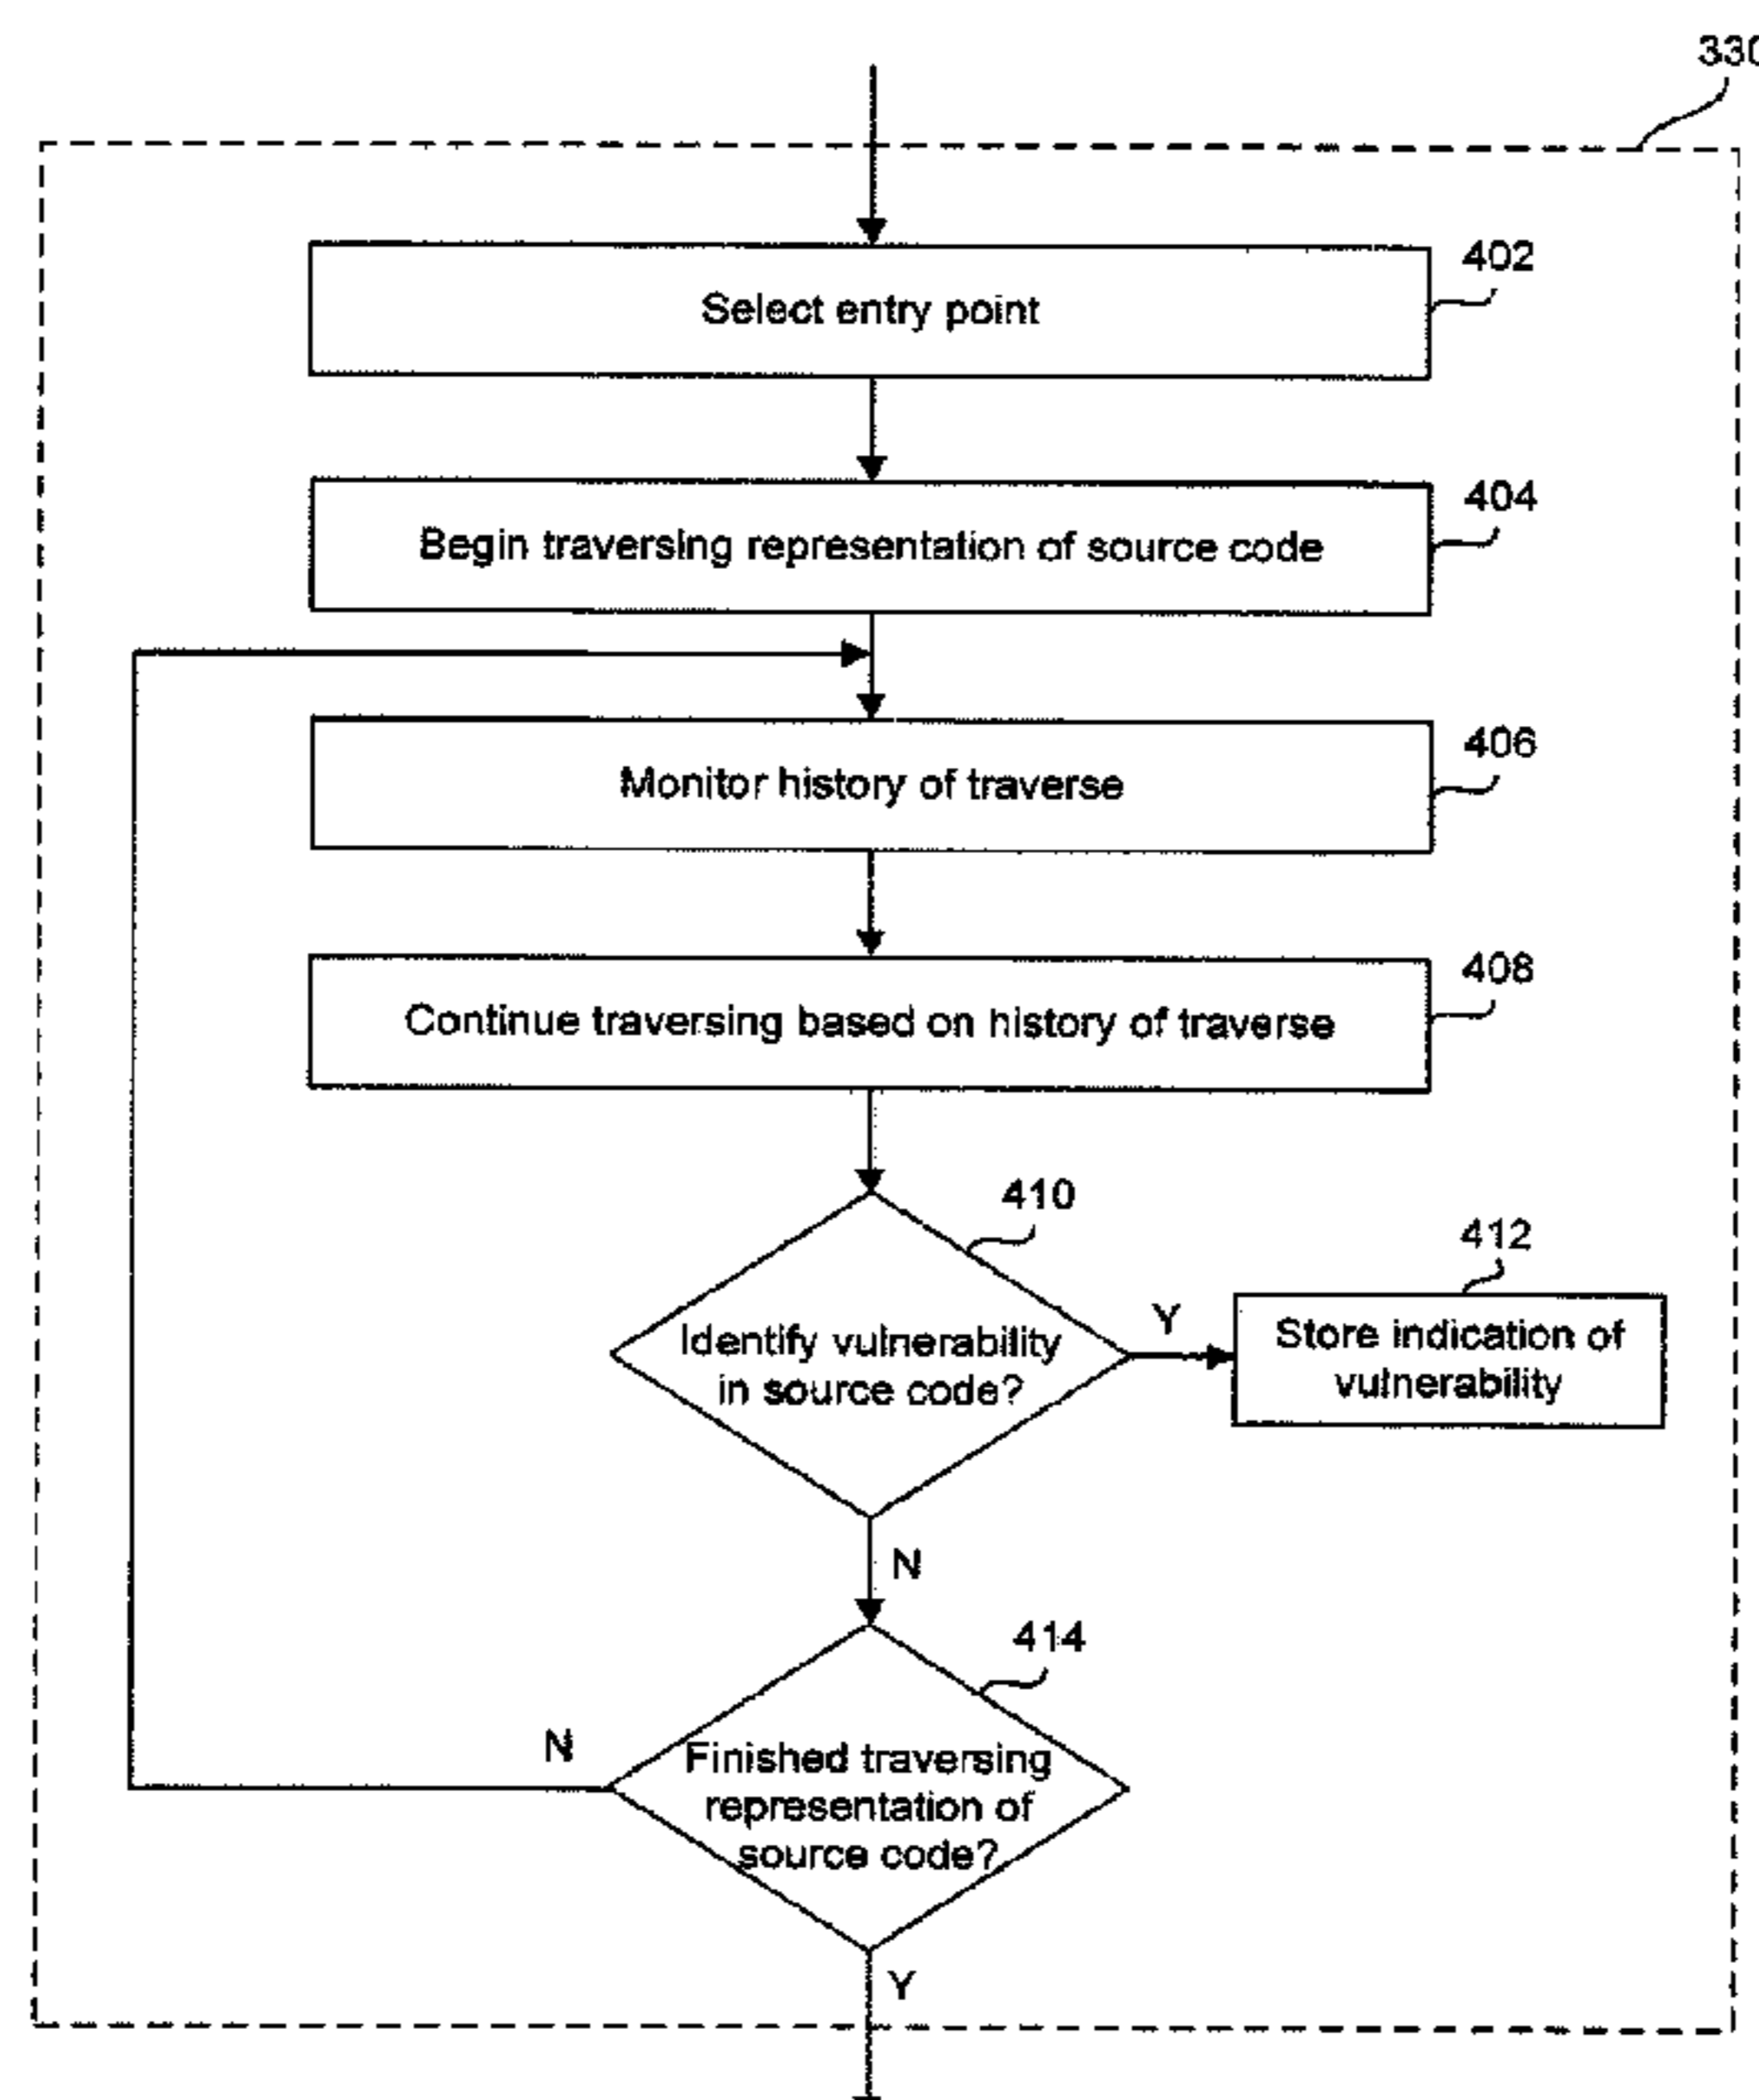 330
Select entry point
402
Begin traversing representation of source code
404
Monitor history of traverse
406
Continue traversing based on history of traverse
408
410
Identify vulnerability
in source code?
Y
412
Store indication of
vulnerability
N
414
Finished traversing
representation of
source code?
N
Y